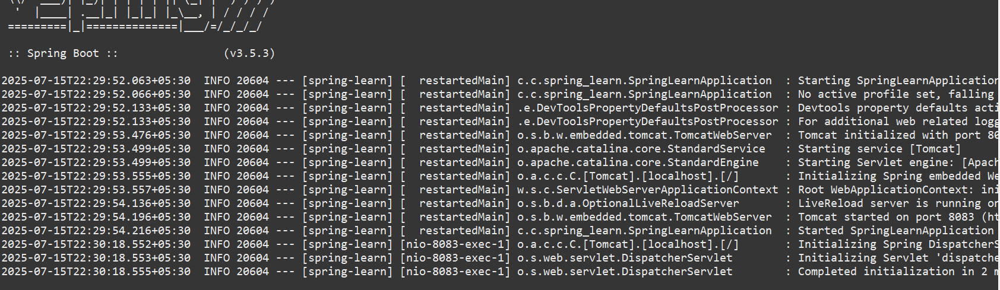 \\/  ___)| |_)| | | | | || (_| |  ) ) ) )
 '  |____| .__|_| |_|_| |_\__, | / / / /
=========|_|==============|___/=/_/_/_/
:: Spring Boot ::                (v3.5.3)
2025-07-15T22:29:52.063+05:30  INFO 20604 --- [spring-learn] [  restartedMain] c.c.spring_learn.SpringLearnApplication  : Starting SpringLearnApplication
2025-07-15T22:29:52.066+05:30  INFO 20604 --- [spring-learn] [  restartedMain] c.c.spring_learn.SpringLearnApplication  : No active profile set, falling
2025-07-15T22:29:52.133+05:30  INFO 20604 --- [spring-learn] [  restartedMain] .e.DevToolsPropertyDefaultsPostProcessor : Devtools property defaults acti
2025-07-15T22:29:52.133+05:30  INFO 20604 --- [spring-learn] [  restartedMain] .e.DevToolsPropertyDefaultsPostProcessor : For additional web related logg
2025-07-15T22:29:53.476+05:30  INFO 20604 --- [spring-learn] [  restartedMain] o.s.b.w.embedded.tomcat.TomcatWebServer  : Tomcat initialized with port 80
2025-07-15T22:29:53.499+05:30  INFO 20604 --- [spring-learn] [  restartedMain] o.apache.catalina.core.StandardService   : Starting service [Tomcat]
2025-07-15T22:29:53.499+05:30  INFO 20604 --- [spring-learn] [  restartedMain] o.apache.catalina.core.StandardEngine    : Starting Servlet engine: [Apach
2025-07-15T22:29:53.555+05:30  INFO 20604 --- [spring-learn] [  restartedMain] o.a.c.c.C.[Tomcat].[localhost].[/]       : Initializing Spring embedded We
2025-07-15T22:29:53.557+05:30  INFO 20604 --- [spring-learn] [  restartedMain] w.s.c.ServletWebServerApplicationContext : Root WebApplicationContext: ini
2025-07-15T22:29:54.136+05:30  INFO 20604 --- [spring-learn] [  restartedMain] o.s.b.d.a.OptionalLiveReloadServer       : LiveReload server is running on
2025-07-15T22:29:54.196+05:30  INFO 20604 --- [spring-learn] [  restartedMain] o.s.b.w.embedded.tomcat.TomcatWebServer  : Tomcat started on port 8083 (ht
2025-07-15T22:29:54.216+05:30  INFO 20604 --- [spring-learn] [  restartedMain] c.c.spring_learn.SpringLearnApplication  : Started SpringLearnApplication
2025-07-15T22:30:18.552+05:30  INFO 20604 --- [spring-learn] [nio-8083-exec-1] o.a.c.c.C.[Tomcat].[localhost].[/]       : Initializing Spring DispatcherS
2025-07-15T22:30:18.553+05:30  INFO 20604 --- [spring-learn] [nio-8083-exec-1] o.s.web.servlet.DispatcherServlet        : Initializing Servlet 'dispatche
2025-07-15T22:30:18.555+05:30  INFO 20604 --- [spring-learn] [nio-8083-exec-1] o.s.web.servlet.DispatcherServlet        : Completed initialization in 2 m